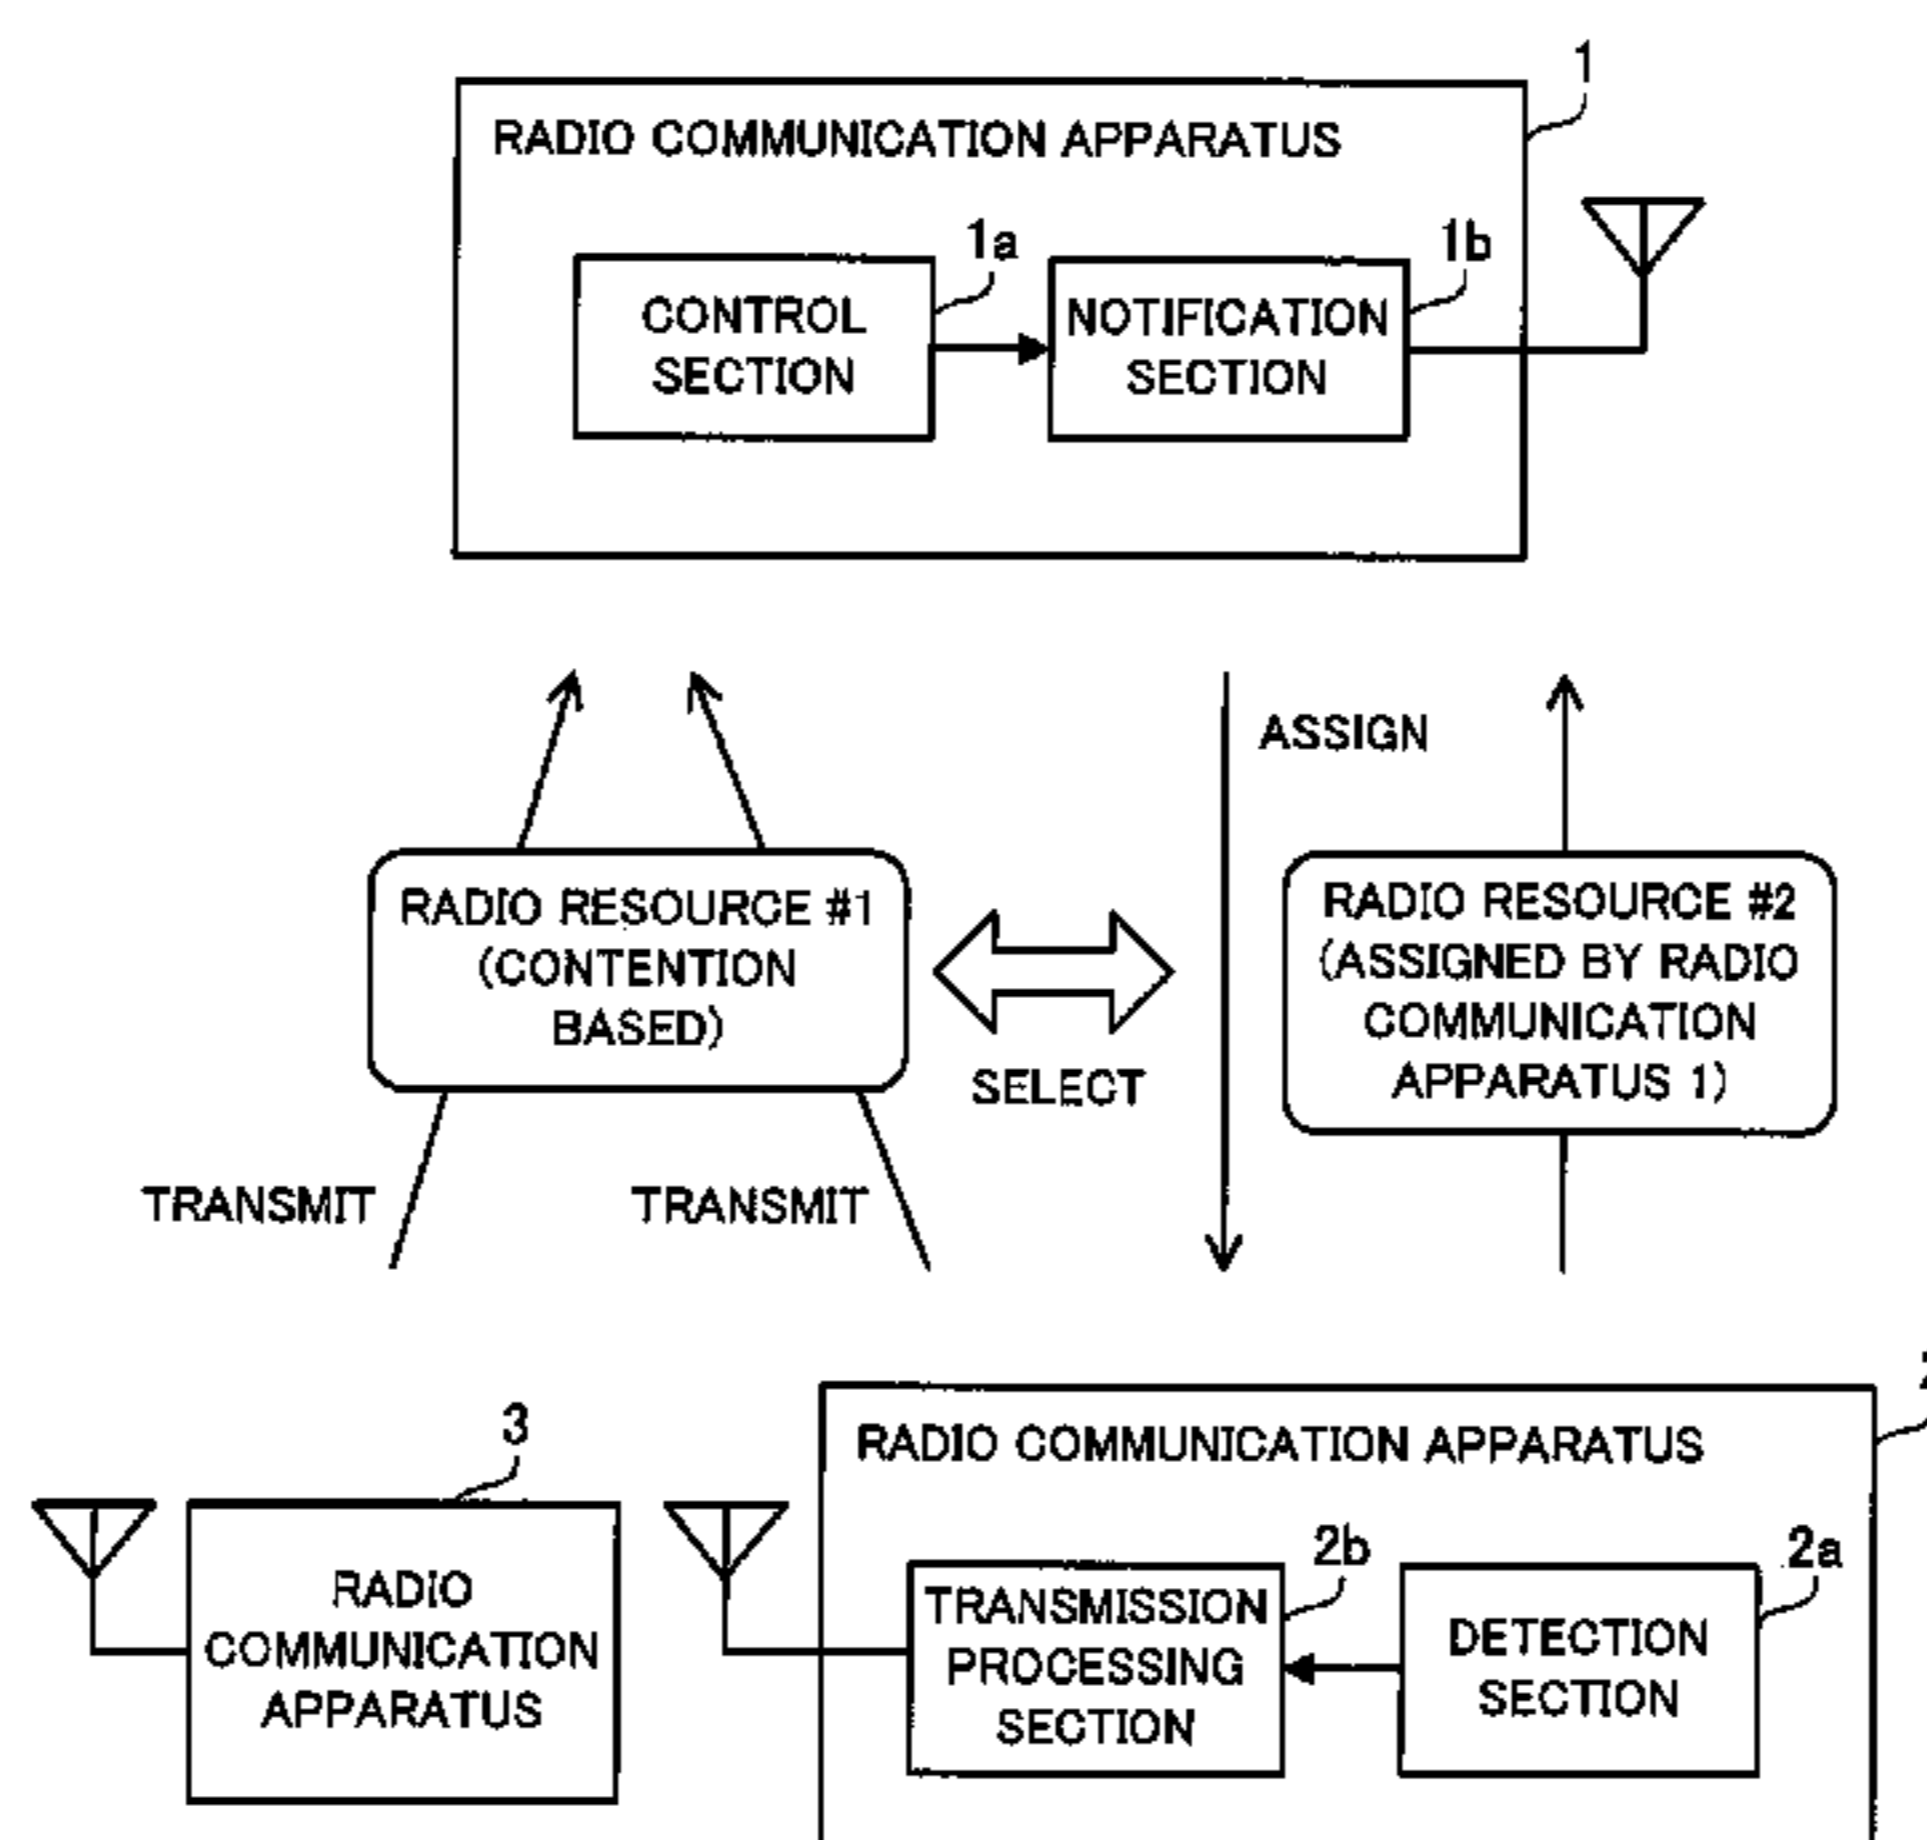 1
RADIO COMMUNICATION APPARATUS
1a
1b
CONTROL
SECTION
NOTIFICATION
SECTION
ASSIGN
RADIO RESOURCE #1
(CONTENTION
BASED)
RADIO RESOURCE #2
(ASSIGNED BY RADIO
COMMUNICATION
APPARATUS 1)
SELECT
TRANSMIT
TRANSMIT
3
RADIO
COMMUNICATION
APPARATUS
RADIO COMMUNICATION APPARATUS
2b
2a
TRANSMISSION
PROCESSING
SECTION
DETECTION
SECTION